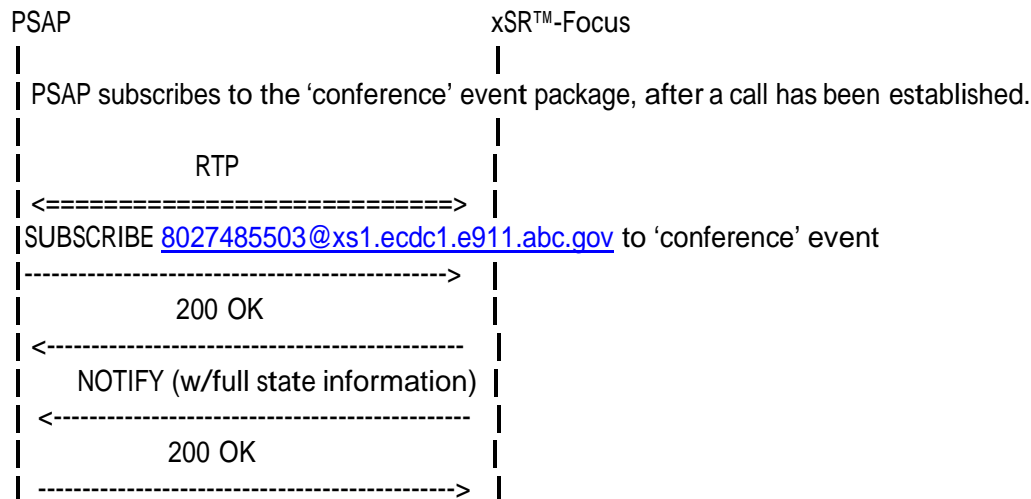 PSAP xSR™-Focus
PSAP subscribes to the ‘conference’ event package, after a call has been established.
RTP
<============================>
SUBSCRIBE 8027485503@xs1.ecdc1.e911.abc.gov to ‘conference’ event
---------------------------------------------->
200 OK
<----------------------------------------------
NOTIFY (w/full state information)
<----------------------------------------------
200 OK
---------------------------------------------->